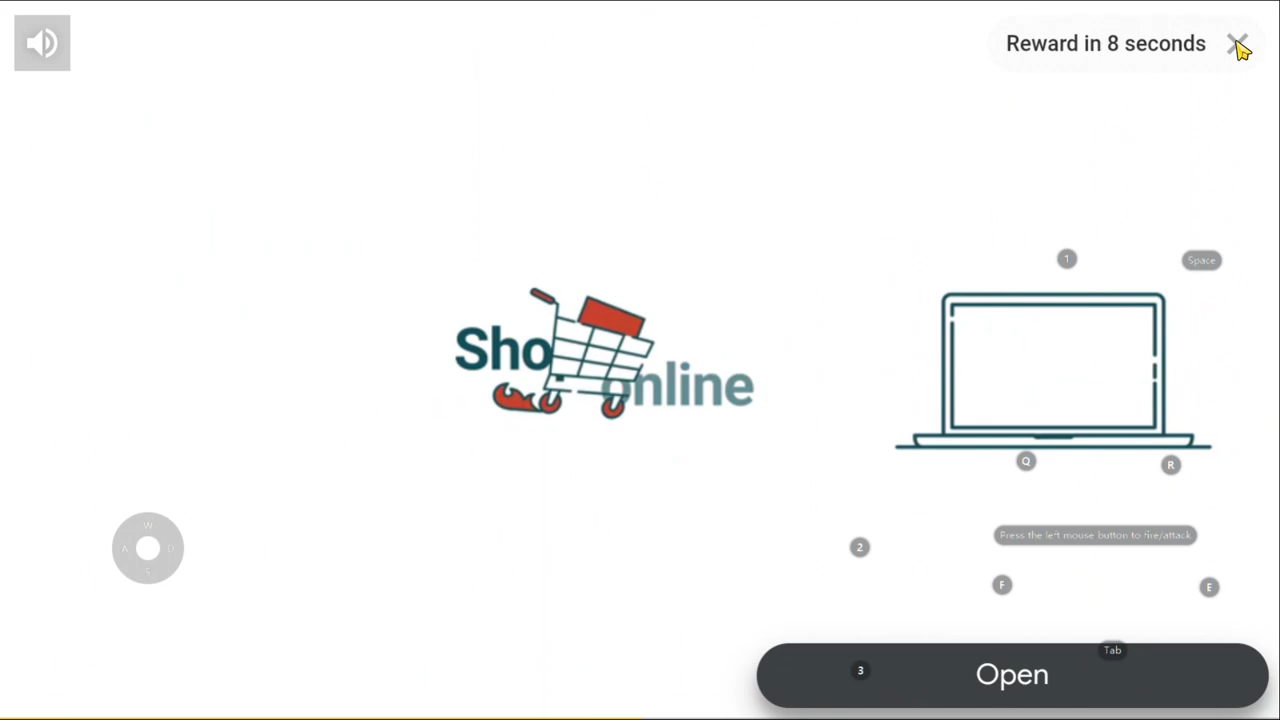 Reward in 8 seconds
1
Space
Sho
online
Q
R
W
A D
S
2
Press the left mouse button to fire/attack
F
E
Tab
3
Open